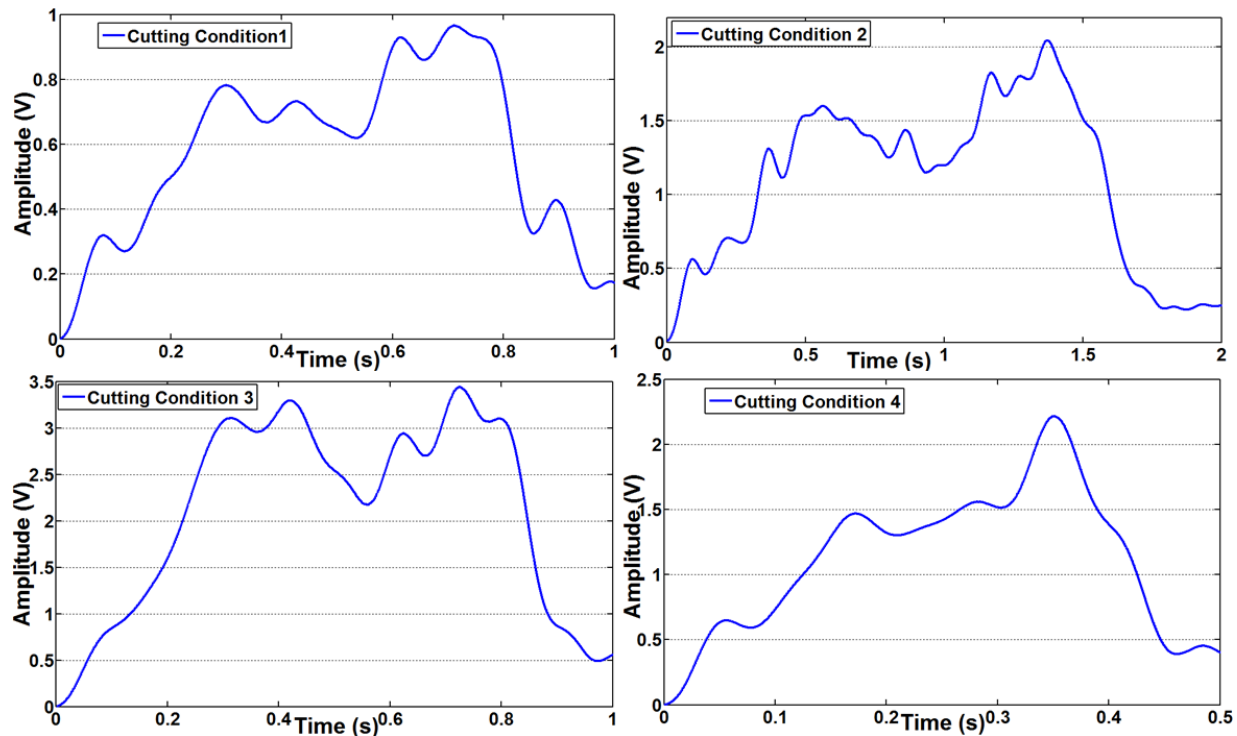 Cutting Condition1
Amplitude (V)
1
0.8
0.6
0.4
0.2
0
0 0.2 0.4 0.6 0.8 1
Time (s)
Cutting Condition 2
Amplitude (V)
2
1.5
1
0.5
0
0 0.5 1 1.5 2
Time (s)
Cutting Condition 3
Amplitude (V)
3.5
3
2.5
2
1.5
1
0.5
0
0 0.2 0.4 0.6 0.8 1
Time (s)
Cutting Condition 4
Amplitude (V)
2.5
2
1.5
1
0.5
0
0 0.1 0.2 0.3 0.4 0.5
Time (s)